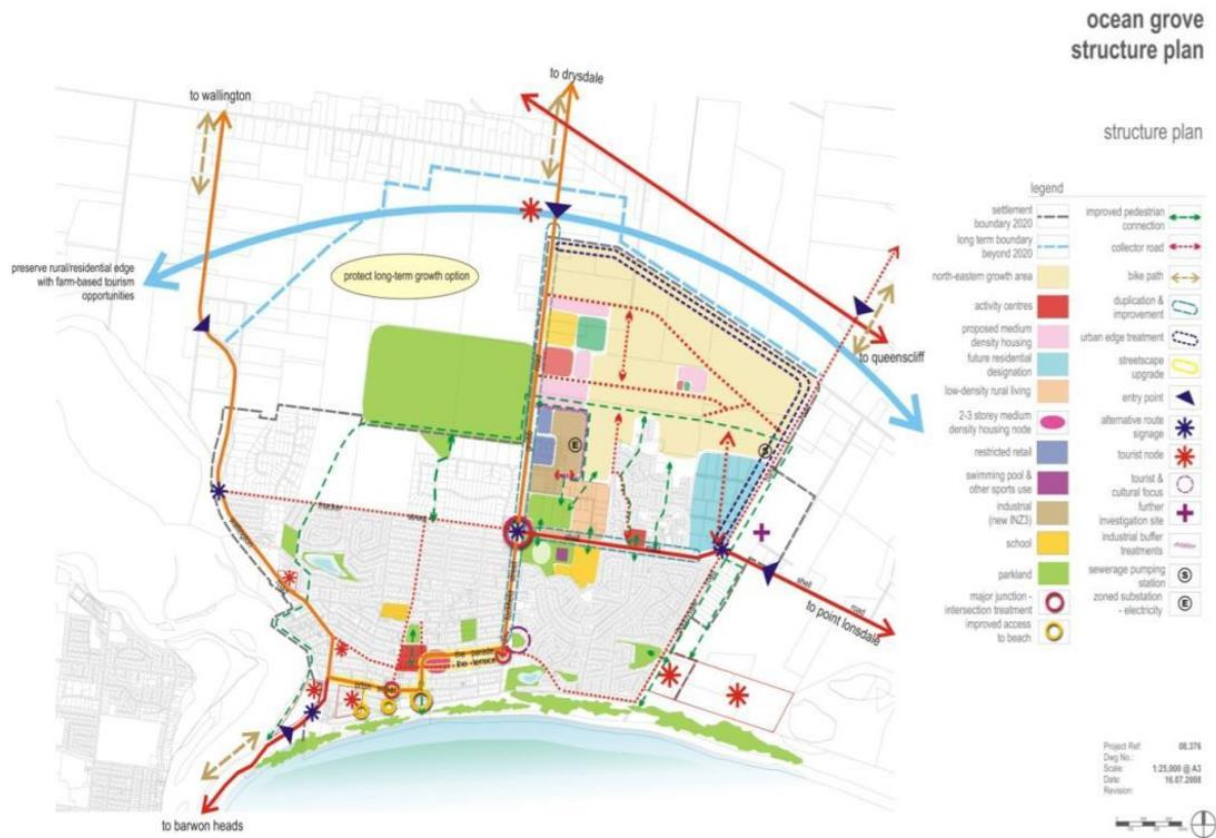 ocean grove
structure plan
structure plan
to drysdale
to wallington
preserve rural/residential edge
with farm-based tourism
opportunities
protect long-term growth option
to queenscliff
E
S
shell
road
to point lonsdale
the parade
the terrace
to barwon heads
legend
settlement
boundary 2020
long term boundary
beyond 2020
north-eastern growth area
activity centres
proposed medium
density housing
future residential
designation
low-density rural living
2-3 storey medium
density housing node
restricted retail
swimming pool &
other sports use
industrial
(new INZ3)
school
parkland
major junction -
intersection treatment
improved access
to beach
improved pedestrian
connection
collector road
bike path
duplication &
improvement
urban edge treatment
streetscape
upgrade
entry point
alternative route
signage
tourist node
tourist &
cultural focus
further
investigation site
industrial buffer
treatments
sewerage pumping
station
S
zoned substation
- electricity
E
Project Ref: 08.376
Dwg No.:
Scale: 1:25,000 @ A3
Date: 16.07.2008
Revision: